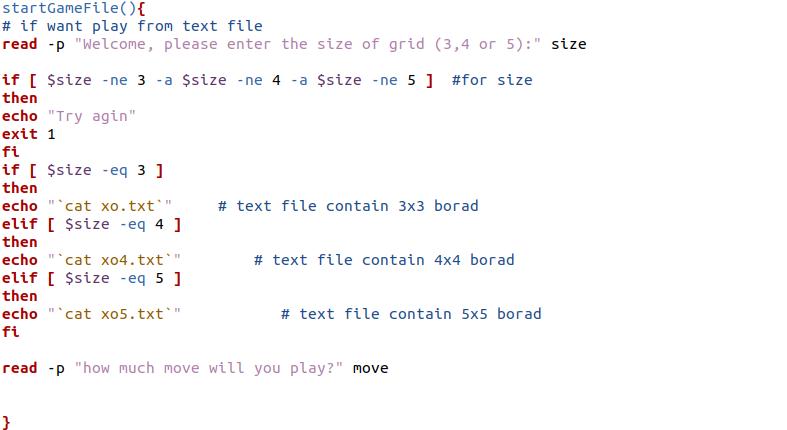 startGameFile(){
# if want play from text file
read -p "Welcome, please enter the size of grid (3,4 or 5):" size
if [ $size -ne 3 -a $size -ne 4 -a $size -ne 5 ]  #for size
then
echo "Try agin"
exit 1
fi
if [ $size -eq 3 ]
then
echo "`cat xo.txt`"     # text file contain 3x3 borad
elif [ $size -eq 4 ]
then
echo "`cat xo4.txt`"        # text file contain 4x4 borad
elif [ $size -eq 5 ]
then
echo "`cat xo5.txt`"           # text file contain 5x5 borad
fi
read -p "how much move will you play?" move
}